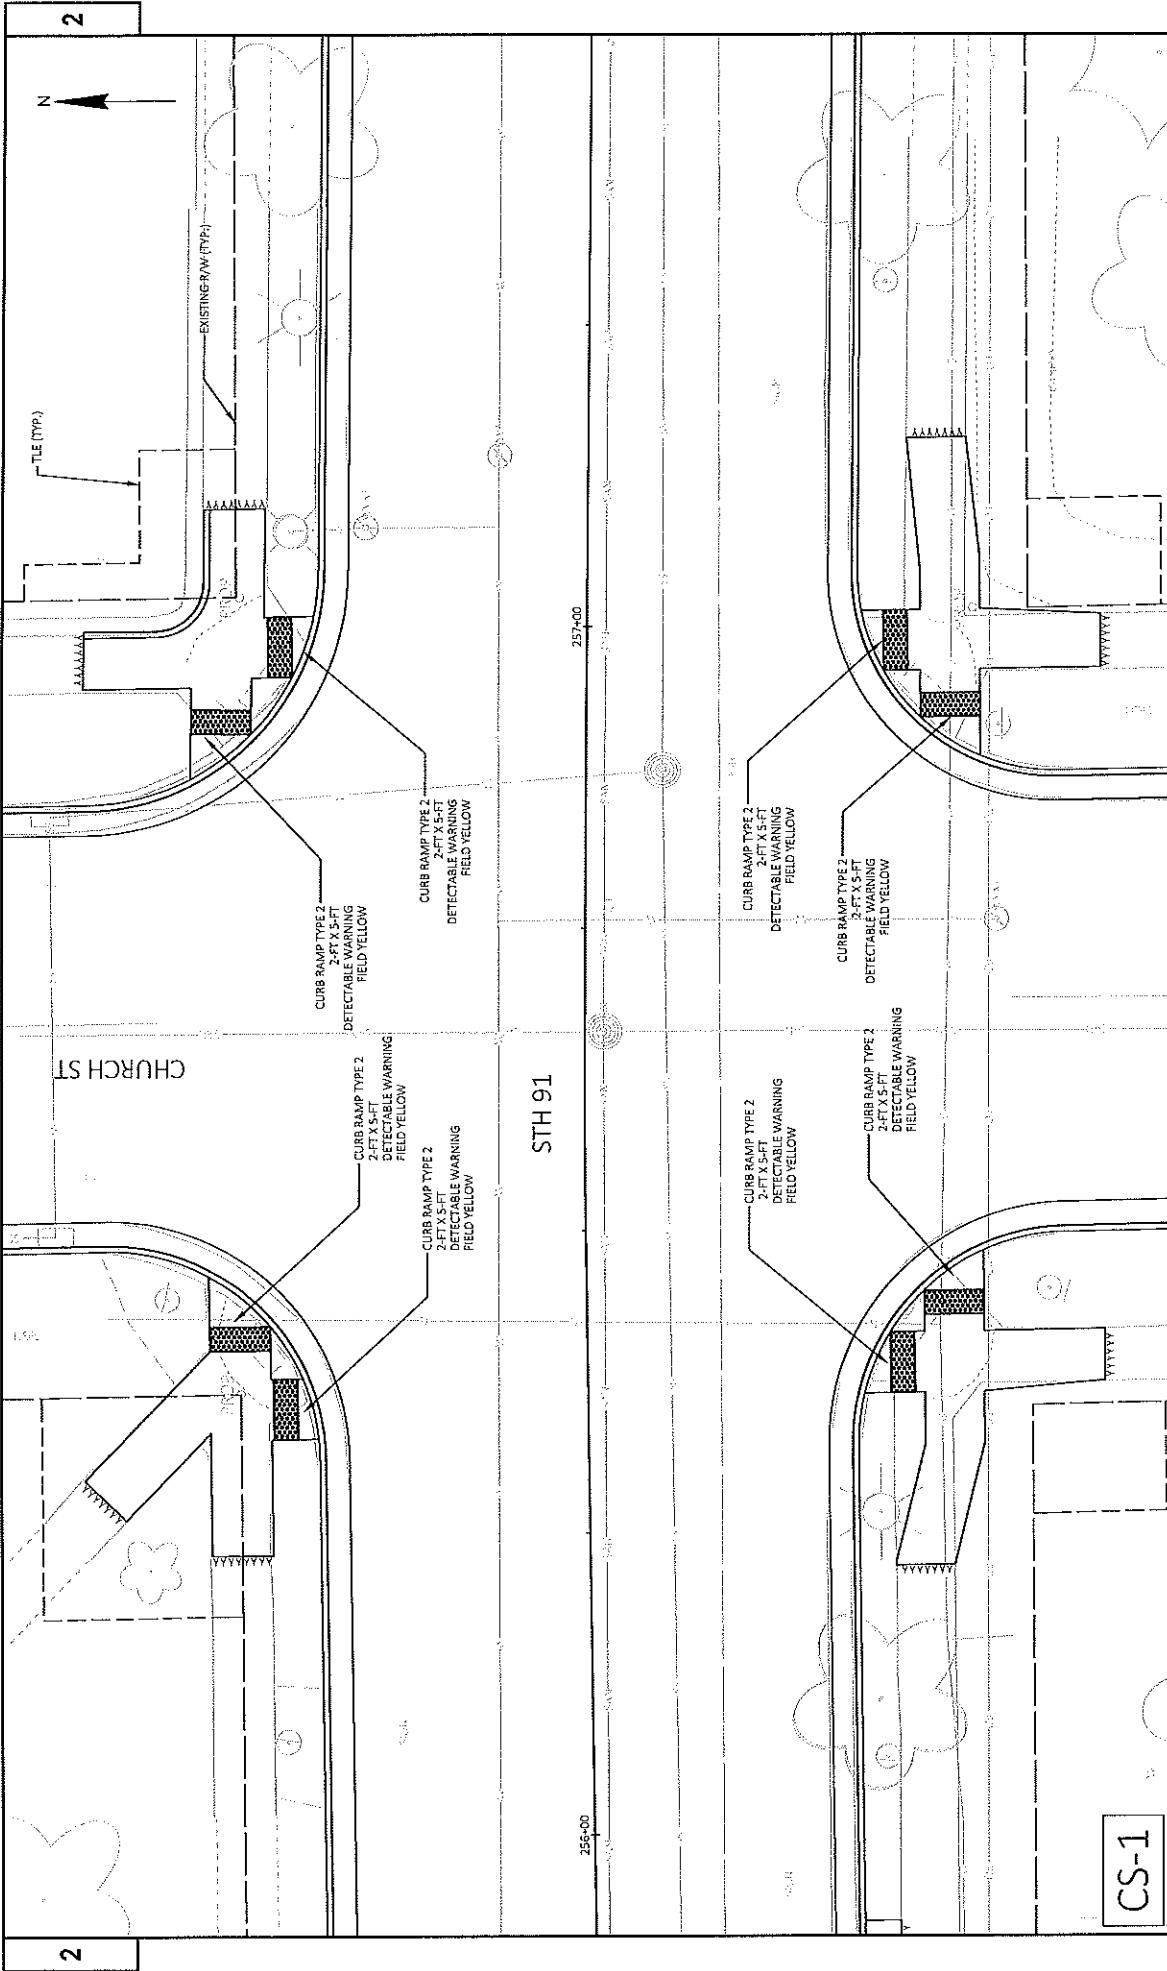 2
2
N
TLE (TYP.)
EXISTING R/W (TYP.)
CHURCH ST
CURB RAMP TYPE 2
2-FT X 5-FT
DETECTABLE WARNING
FIELD YELLOW
CURB RAMP TYPE 2
2-FT X 5-FT
DETECTABLE WARNING
FIELD YELLOW
CURB RAMP TYPE 2
2-FT X 5-FT
DETECTABLE WARNING
FIELD YELLOW
CURB RAMP TYPE 2
2-FT X 5-FT
DETECTABLE WARNING
FIELD YELLOW
STH 91
256+00
257+00
CURB RAMP TYPE 2
2-FT X 5-FT
DETECTABLE WARNING
FIELD YELLOW
CURB RAMP TYPE 2
2-FT X 5-FT
DETECTABLE WARNING
FIELD YELLOW
CURB RAMP TYPE 2
2-FT X 5-FT
DETECTABLE WARNING
FIELD YELLOW
CURB RAMP TYPE 2
2-FT X 5-FT
DETECTABLE WARNING
FIELD YELLOW
CS-1